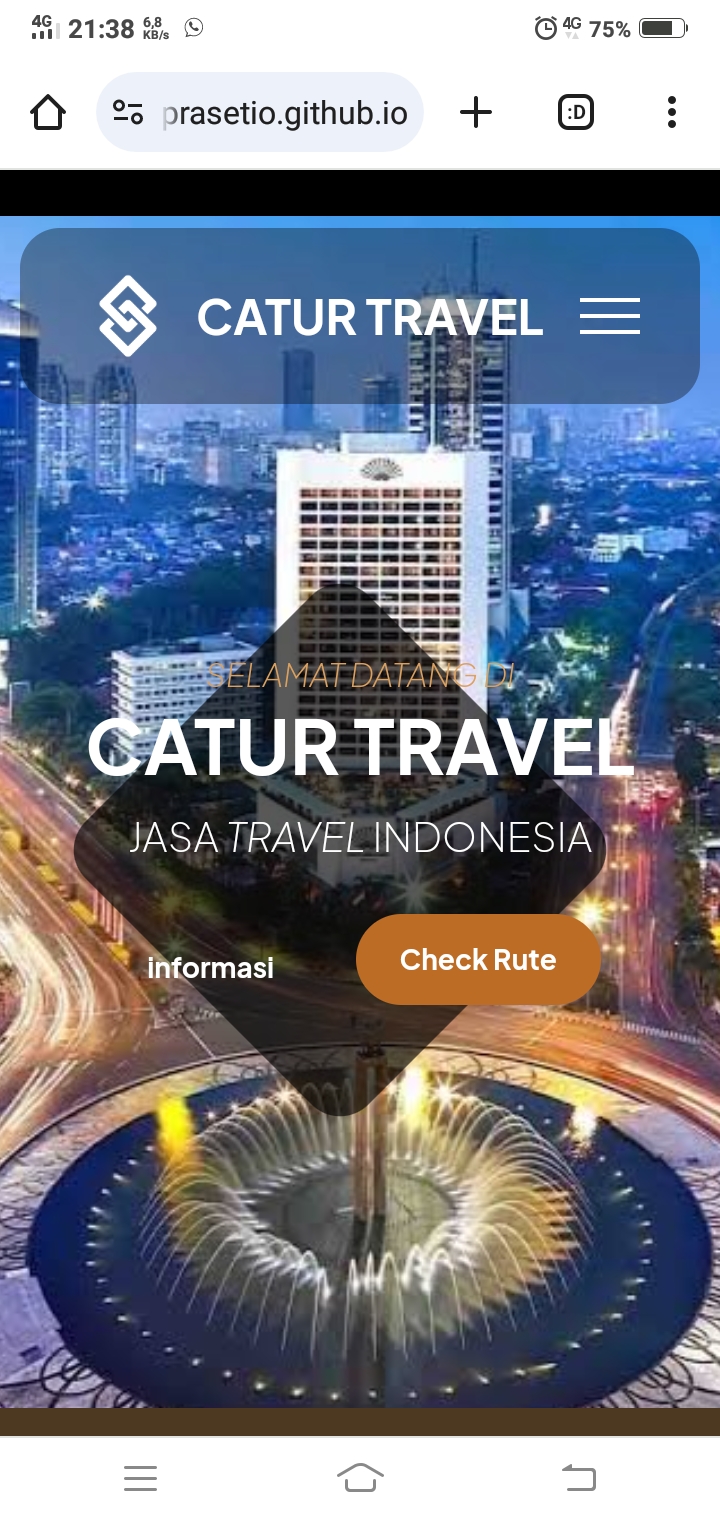 4G 21:38 6,8 KB/s 4G 75%
prasetio.github.io :D
CATUR TRAVEL
SELAMAT DATANG DI
CATUR TRAVEL
JASA TRAVEL INDONESIA
informasi Check Rute